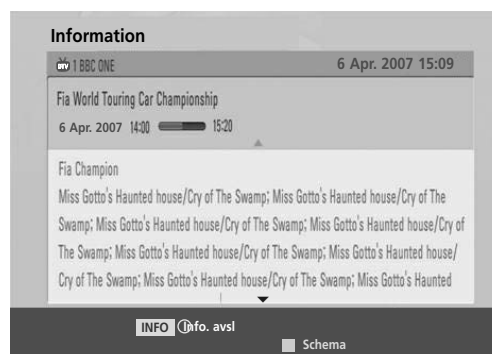 Information
DTV 1 BBC ONE 6 Apr. 2007 15:09
Fia World Touring Car Championship
6 Apr. 2007 14:00 15:20
Fia Champion
Miss Gotto's Haunted house/Cry of The Swamp; Miss Gotto's Haunted house/Cry of The
Swamp; Miss Gotto's Haunted house/Cry of The Swamp; Miss Gotto's Haunted house/Cry of
The Swamp; Miss Gotto's Haunted house/Cry of The Swamp; Miss Gotto's Haunted house/
Cry of The Swamp; Miss Gotto's Haunted house/Cry of The Swamp; Miss Gotto's Haunted
INFO ⓘ Info. avsl
Schema